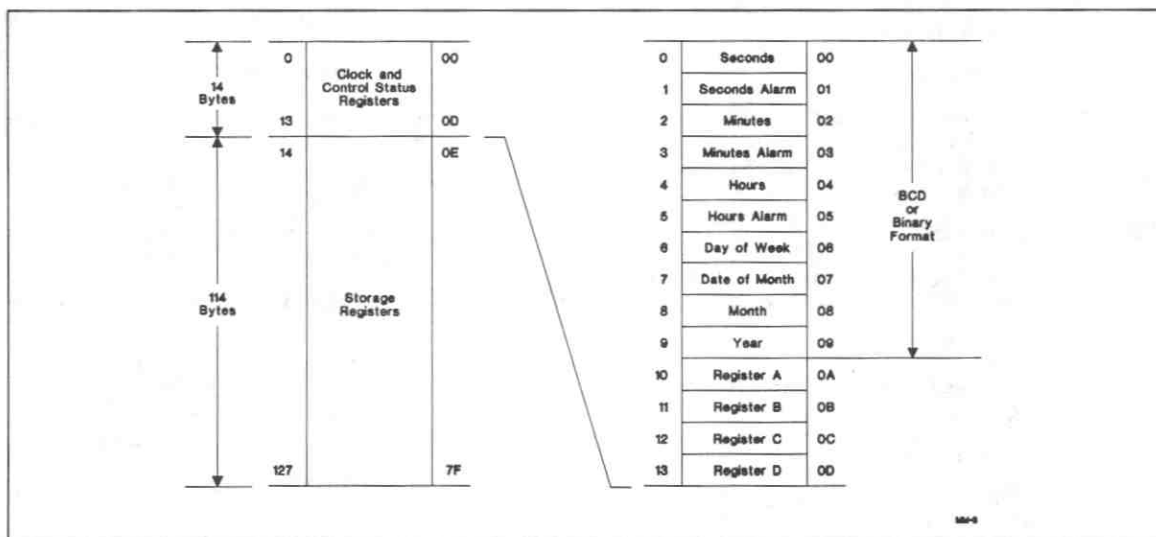 14
Bytes
0
00
Clock and
Control Status
Registers
13
0D
114
Bytes
14
0E
Storage
Registers
127
7F
0 Seconds 00
1 Seconds Alarm 01
2 Minutes 02
3 Minutes Alarm 03
4 Hours 04
5 Hours Alarm 05
6 Day of Week 06
7 Date of Month 07
8 Month 08
9 Year 09
10 Register A 0A
11 Register B 0B
12 Register C 0C
13 Register D 0D
BCD
or
Binary
Format